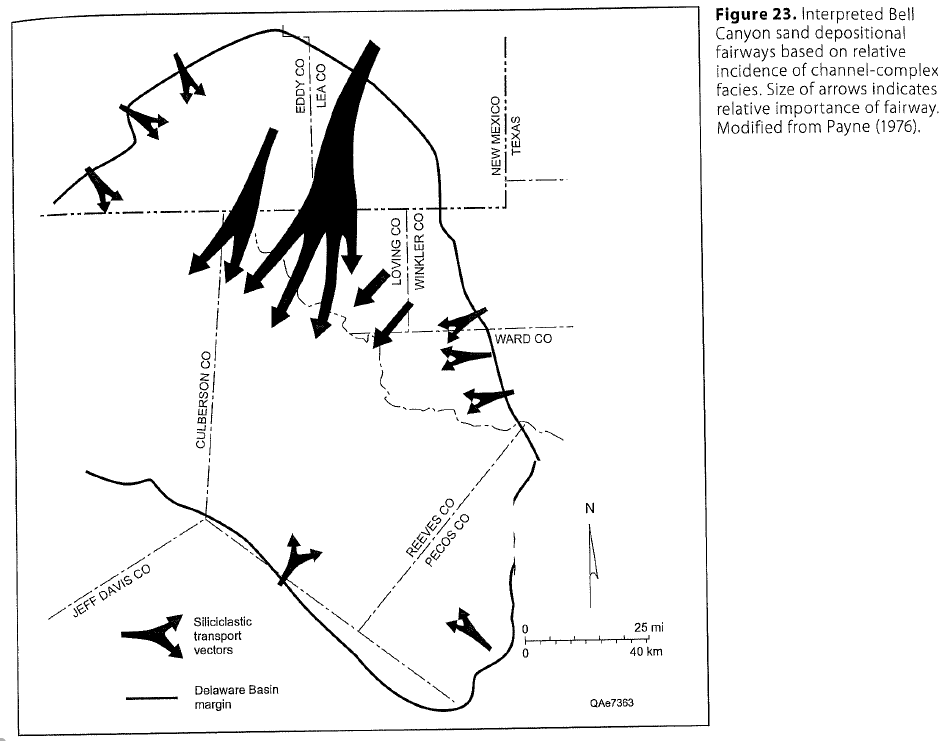 Figure 23. Interpreted Bell
Canyon sand depositional
fairways based on relative
incidence of channel-complex
facies. Size of arrows indicates
relative importance of fairway.
Modified from Payne (1976).
EDDY CO
LEA CO
NEW MEXICO
TEXAS
LOVING CO
WINKLER CO
WARD CO
CULBERSON CO
REEVES CO
PECOS CO
JEFF DAVIS CO
N
Siliciclastic
transport
vectors
Delaware Basin
margin
0 25 mi
0 40 km
QAe7363